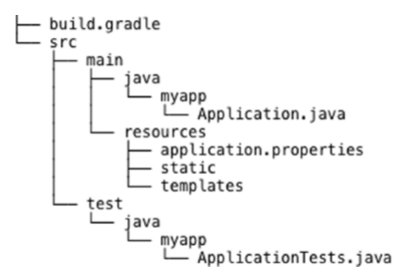 build.gradle
src
main
java
myapp
Application.java
resources
application.properties
static
templates
test
java
myapp
ApplicationTests.java